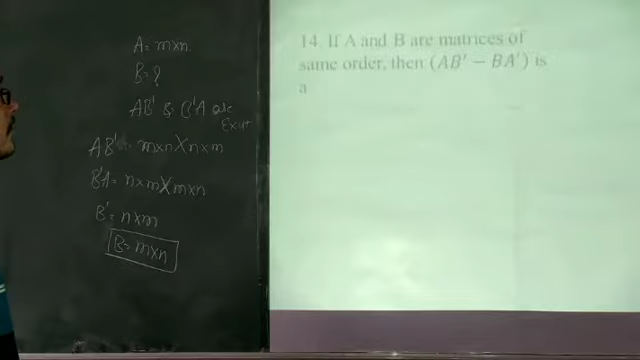 A = m×n
B = ?
AB' & B'A are
Exist
AB' = m×n × n×m
B'A = n×m × m×n
B' = n×m
B = m×n
14. If A and B are matrices of
same order, then (AB′ − BA′) is
a